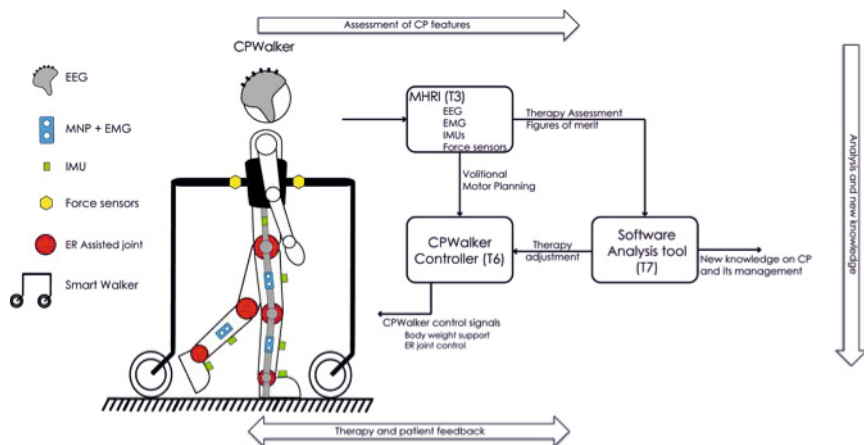 Assessment of CP features
CPWalker
EEG
MNP + EMG
IMU
Force sensors
ER Assisted joint
Smart Walker
MHRI (T3)
EEG
EMG
IMUs
Force sensors
Therapy Assessment
Figures of merit
Volitional
Motor Planning
CPWalker
Controller (T6)
Therapy
adjustment
Software
Analysis tool
(T7)
New knowledge on CP
and its management
CPWalker control signals
Body weight support
ER joint control
Analysis and new knowledge
Therapy and patient feedback